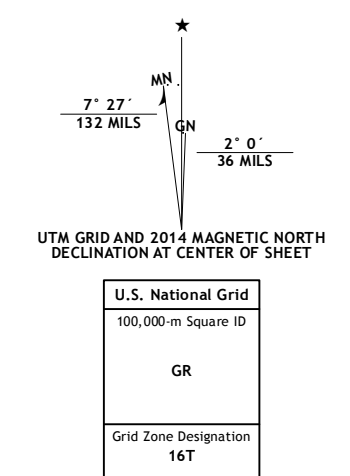 ★
MN
7° 27´
132 MILS
GN
2° 0´
36 MILS
UTM GRID AND 2014 MAGNETIC NORTH
DECLINATION AT CENTER OF SHEET
U.S. National Grid
100,000-m Square ID
GR
Grid Zone Designation
16T